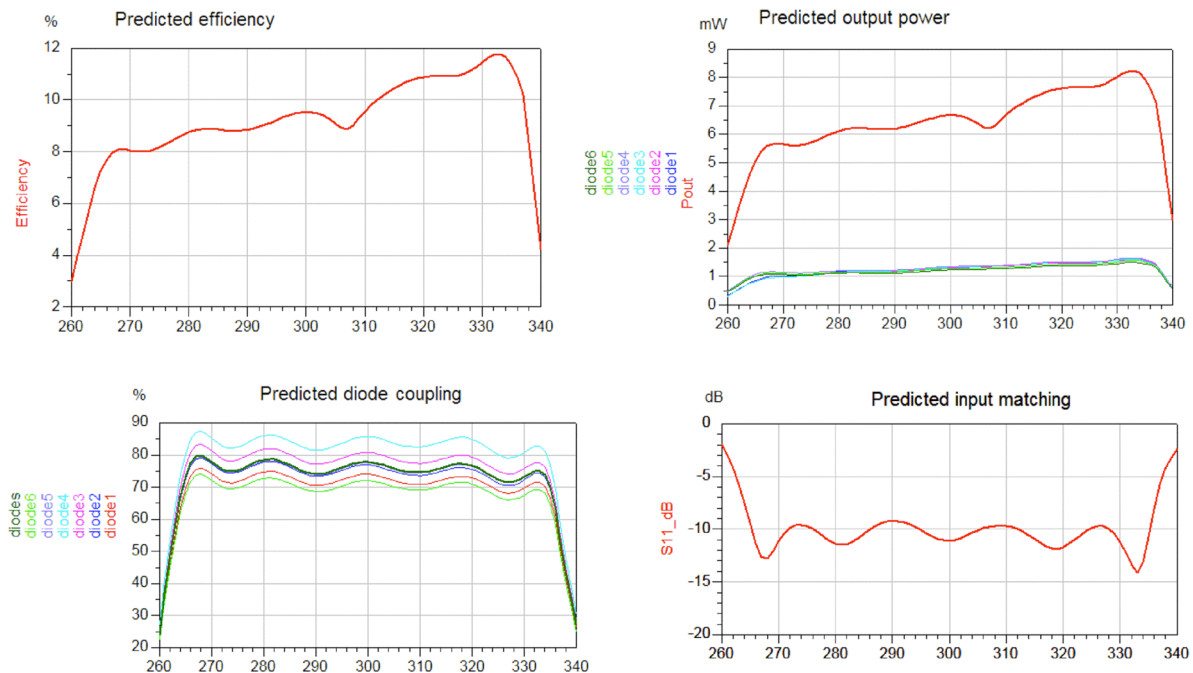 %
Predicted efficiency
12
10
8
6
4
2
Efficiency
260 270 280 290 300 310 320 330 340
mW
Predicted output power
9
8
7
6
5
4
3
2
1
0
diode6
diode5
diode4
diode3
diode2
diode1
Pout
260 270 280 290 300 310 320 330 340
%
Predicted diode coupling
90
80
70
60
50
40
30
20
diodes
diode6
diode5
diode4
diode3
diode2
diode1
260 270 280 290 300 310 320 330 340
dB
Predicted input matching
0
-5
-10
-15
-20
S11_dB
260 270 280 290 300 310 320 330 340